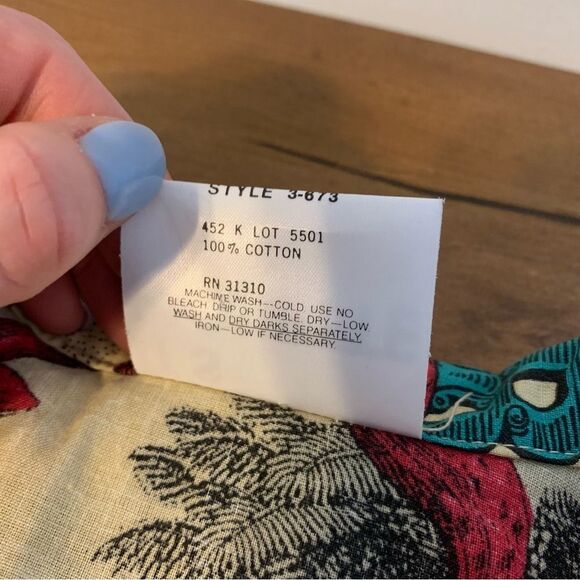 STYLE 3-673
452 K LOT 5501
100% COTTON
RN 31310
MACHINE WASH--COLD. USE NO
BLEACH. DRIP OR TUMBLE. DRY--LOW.
WASH AND DRY DARKS SEPARATELY.
IRON--LOW IF NECESSARY.